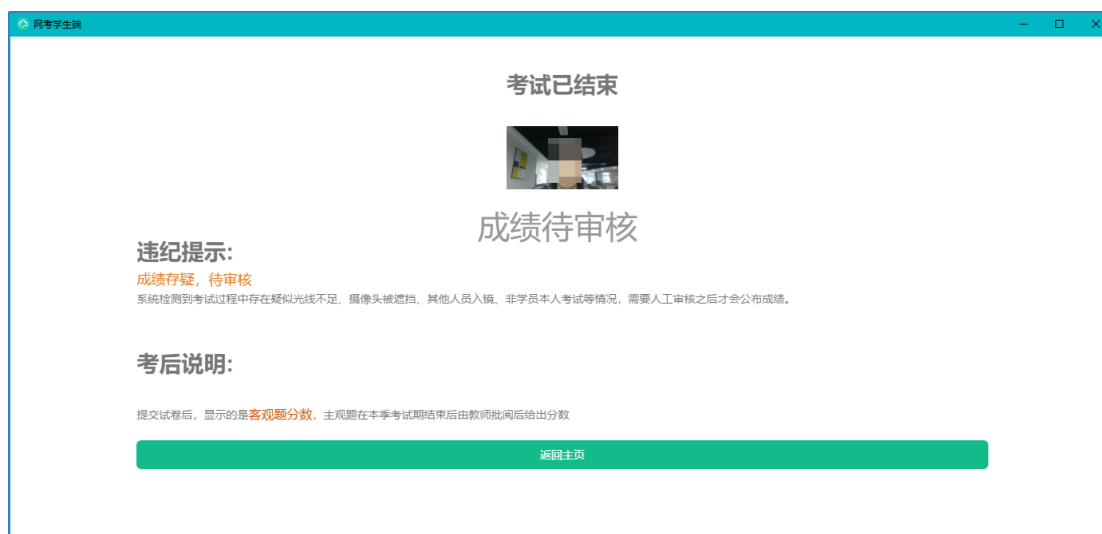 网考学生端
考试已结束
成绩待审核
违纪提示:
成绩存疑，待审核
系统检测到考试过程中存在疑似光线不足、摄像头被遮挡、其他人员入镜、非学员本人考试等情况，需要人工审核之后才会公布成绩。
考后说明:
提交试卷后，显示的是客观题分数，主观题在本季考试期结束后由教师批阅后给出分数
返回主页